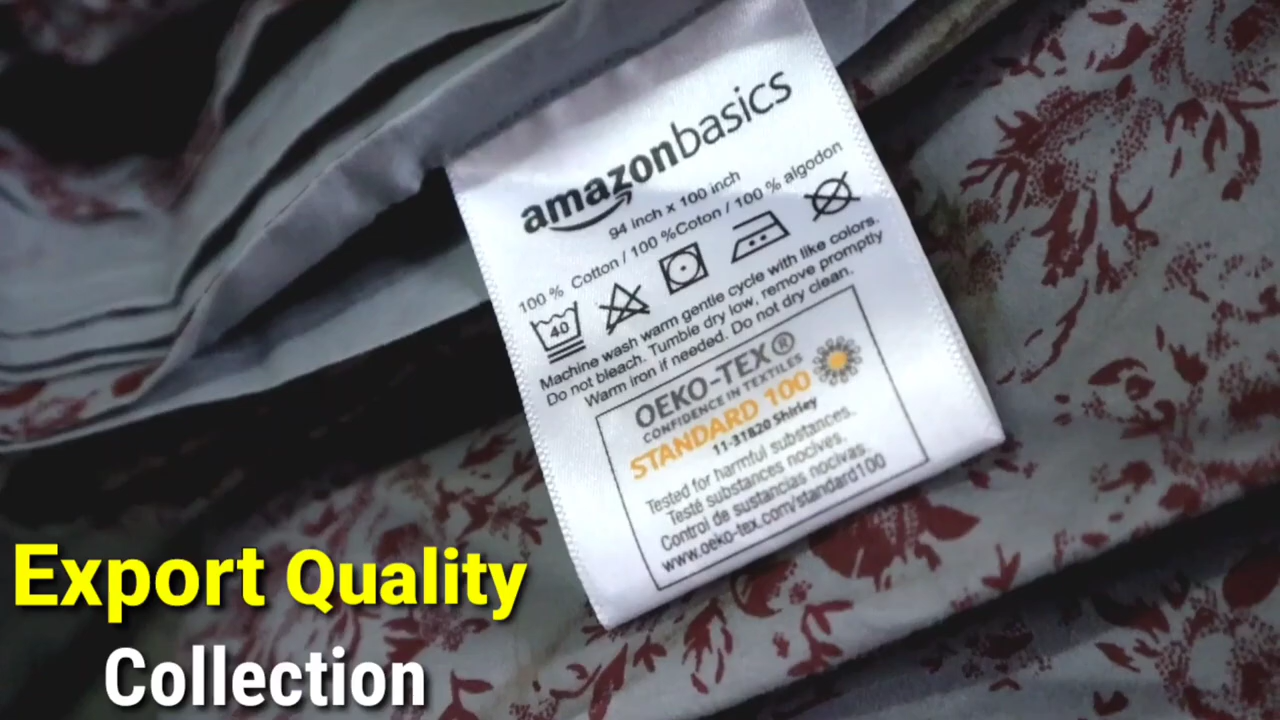 amazonbasics
94 inch x 100 inch
100 % Cotton / 100 %Coton / 100 % algodon
40
Machine wash warm gentle cycle with like colors.
Do not bleach. Tumble dry low, remove promptly
Warm iron if needed. Do not dry clean.
OEKO-TEX®
CONFIDENCE IN TEXTILES
STANDARD 100
11-31820 Shirley
Tested for harmful substances.
Testé substances nocives.
Control de sustancias nocivas.
www.oeko-tex.com/standard100
Export Quality
Collection